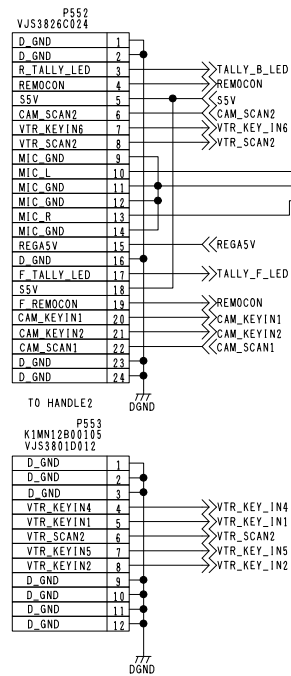 P552
VJS3826C024
D_GND 1
D_GND 2
R_TALLY_LED 3 TALLY_B_LED
REMOCON 4 REMOCON
S5V 5 S5V
CAM_SCAN2 6 CAM_SCAN2
VTR_KEYIN6 7 VTR_KEY_IN6
VTR_SCAN2 8 VTR_SCAN2
MIC_GND 9
MIC_L 10
MIC_GND 11
MIC_GND 12
MIC_R 13
MIC_GND 14
REGA5V 15 REGA5V
D_GND 16
F_TALLY_LED 17 TALLY_F_LED
S5V 18
F_REMOCON 19 REMOCON
CAM_KEYIN1 20 CAM_KEYIN1
CAM_KEYIN2 21 CAM_KEYIN2
CAM_SCAN1 22 CAM_SCAN1
D_GND 23
D_GND 24
TO HANDLE2
DGND
P553
K1MN12B00105
VJS3801D012
D_GND 1
D_GND 2
D_GND 3
VTR_KEYIN4 4 VTR_KEY_IN4
VTR_KEYIN1 5 VTR_KEY_IN1
VTR_SCAN2 6 VTR_SCAN2
VTR_KEYIN5 7 VTR_KEY_IN5
VTR_KEYIN2 8 VTR_KEY_IN2
D_GND 9
D_GND 10
D_GND 11
D_GND 12
DGND